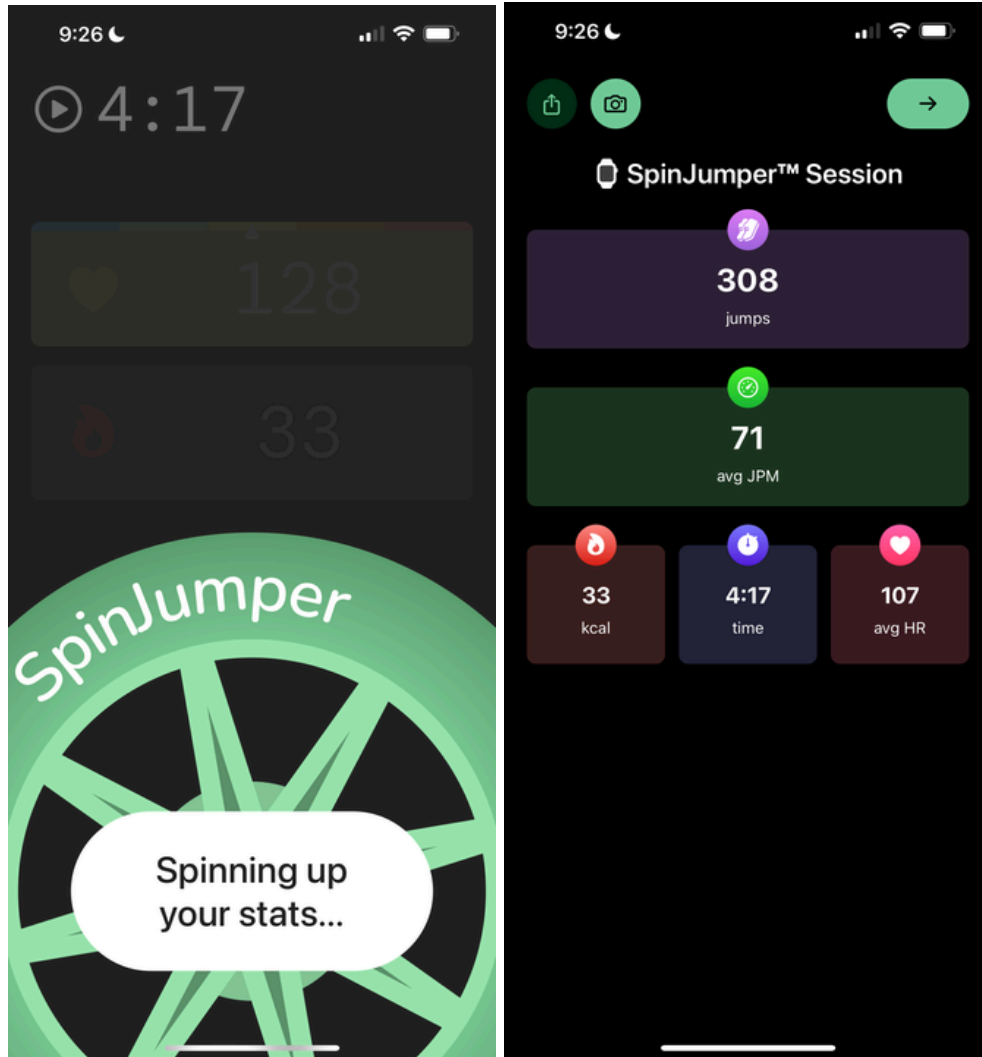 9:26
4:17
128
33
SpinJumper
Spinning up
your stats...
9:26
SpinJumper™ Session
308
jumps
71
avg JPM
33
kcal
4:17
time
107
avg HR